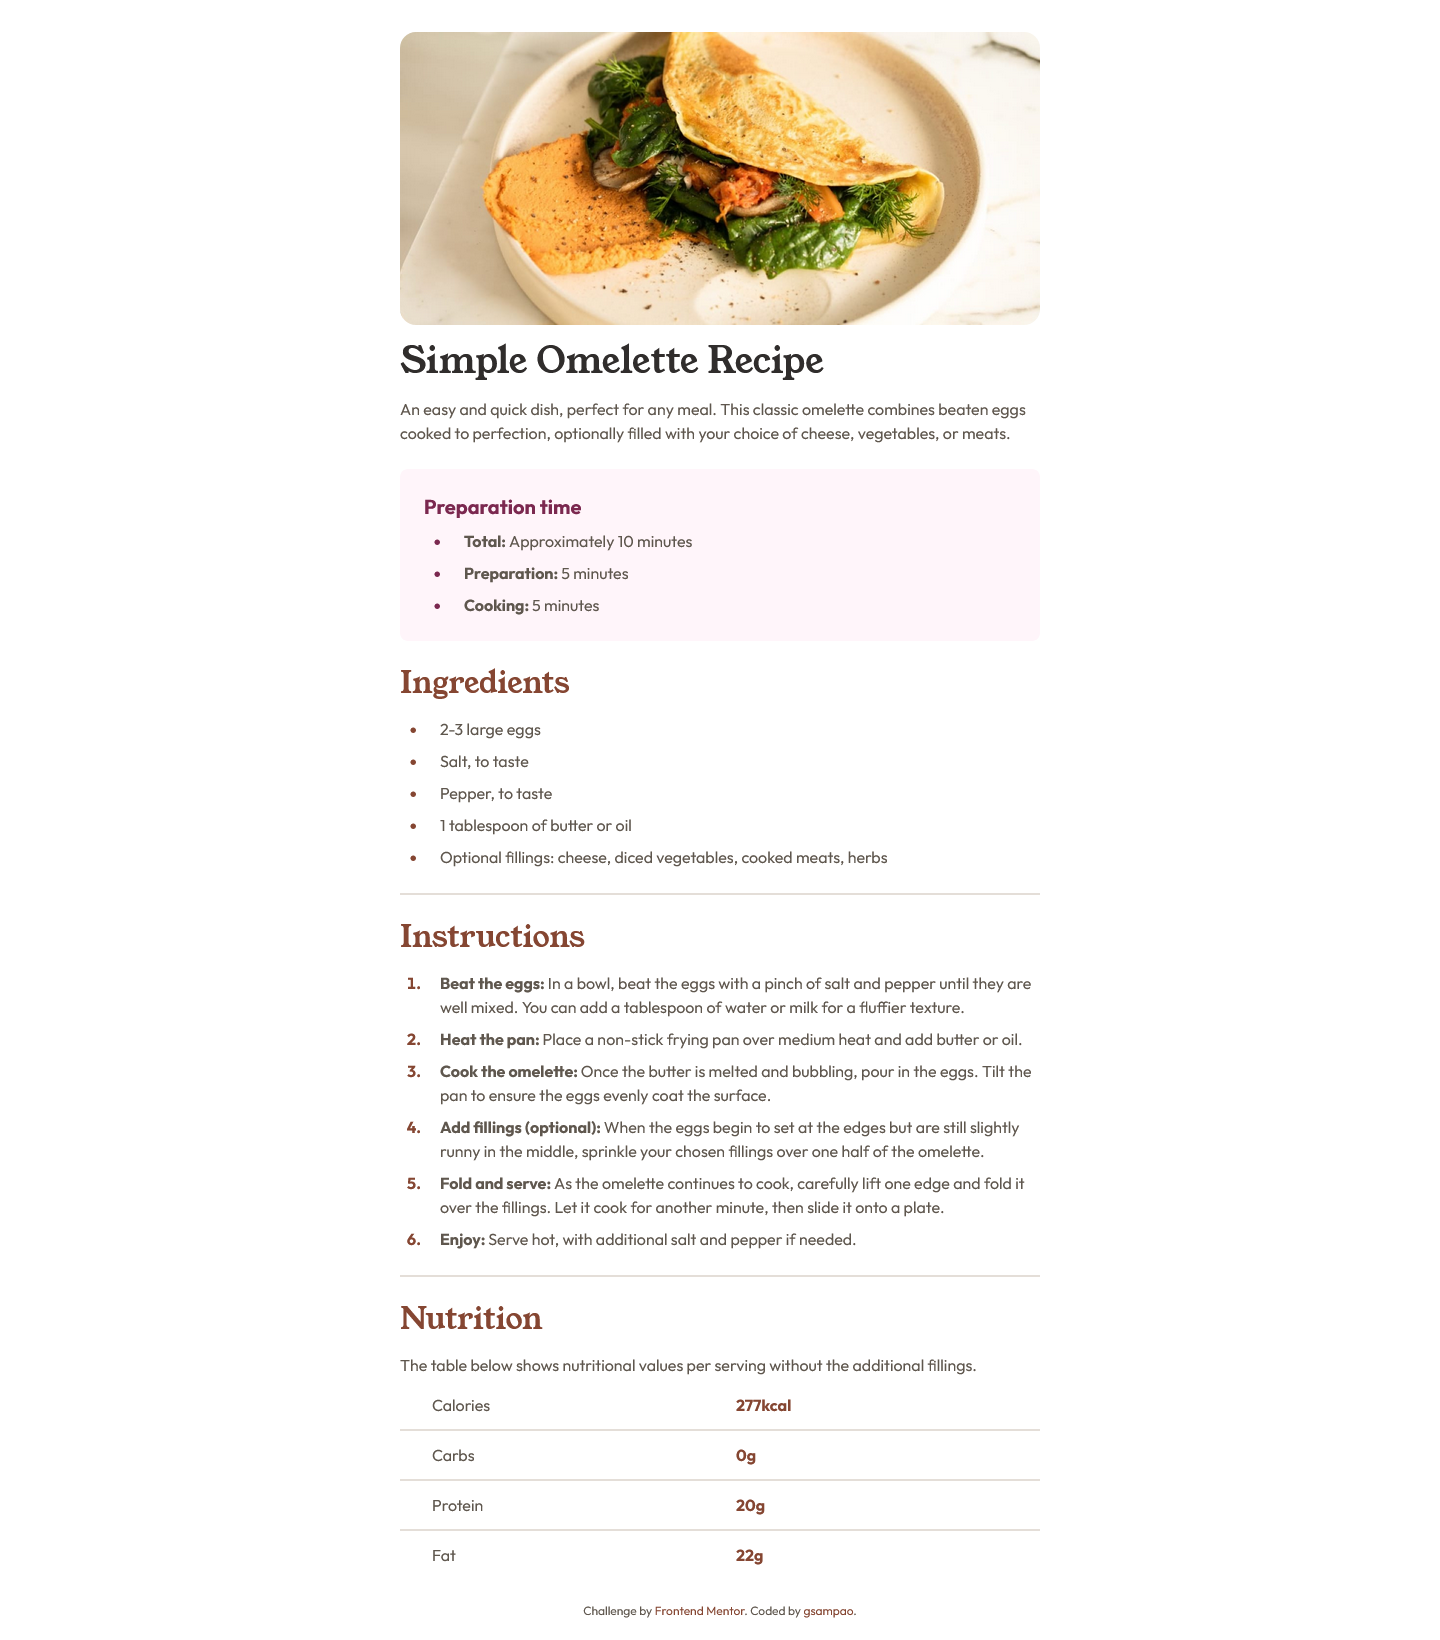 Simple Omelette Recipe
An easy and quick dish, perfect for any meal. This classic omelette combines beaten eggs
cooked to perfection, optionally filled with your choice of cheese, vegetables, or meats.
Preparation time
• Total: Approximately 10 minutes
• Preparation: 5 minutes
• Cooking: 5 minutes
Ingredients
• 2-3 large eggs
• Salt, to taste
• Pepper, to taste
• 1 tablespoon of butter or oil
• Optional fillings: cheese, diced vegetables, cooked meats, herbs
Instructions
1. Beat the eggs: In a bowl, beat the eggs with a pinch of salt and pepper until they are
well mixed. You can add a tablespoon of water or milk for a fluffier texture.
2. Heat the pan: Place a non-stick frying pan over medium heat and add butter or oil.
3. Cook the omelette: Once the butter is melted and bubbling, pour in the eggs. Tilt the
pan to ensure the eggs evenly coat the surface.
4. Add fillings (optional): When the eggs begin to set at the edges but are still slightly
runny in the middle, sprinkle your chosen fillings over one half of the omelette.
5. Fold and serve: As the omelette continues to cook, carefully lift one edge and fold it
over the fillings. Let it cook for another minute, then slide it onto a plate.
6. Enjoy: Serve hot, with additional salt and pepper if needed.
Nutrition
The table below shows nutritional values per serving without the additional fillings.
Calories 277kcal
Carbs 0g
Protein 20g
Fat 22g
Challenge by Frontend Mentor. Coded by gsampao.